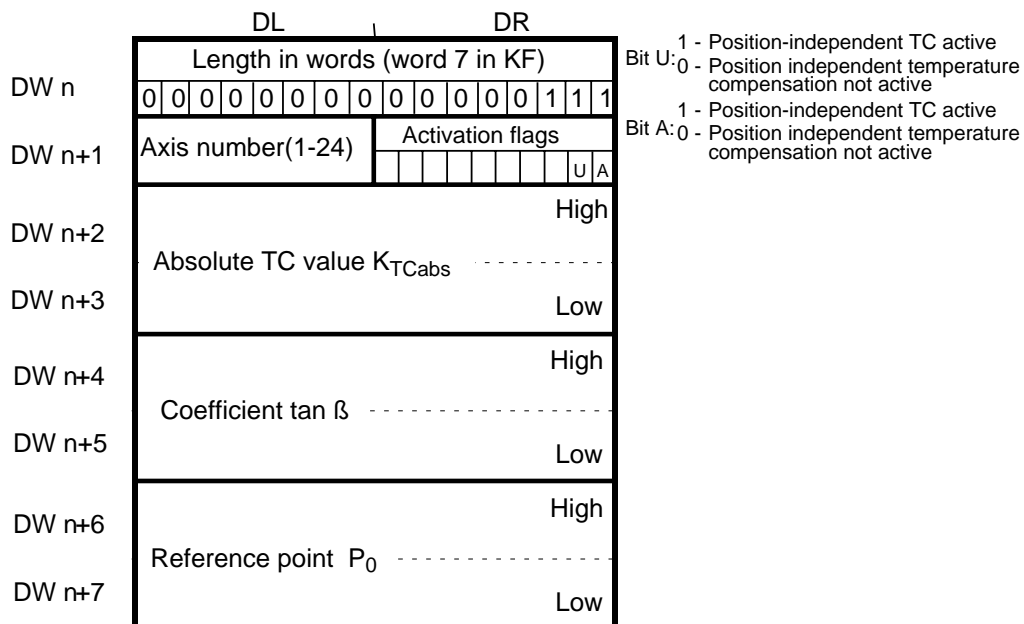 DL DR
Length in words (word 7 in KF)
DW n
0 0 0 0 0 0 0 0 0 0 0 0 0 1 1 1
Bit U: 1 - Position-independent TC active
0 - Position independent temperature
compensation not active
Bit A: 1 - Position-independent TC active
0 - Position independent temperature
compensation not active
DW n+1
Axis number(1-24)
Activation flags
U A
DW n+2
High
Absolute TC value KTCabs
DW n+3
Low
DW n+4
High
Coefficient tan ß
DW n+5
Low
DW n+6
High
Reference point P0
DW n+7
Low